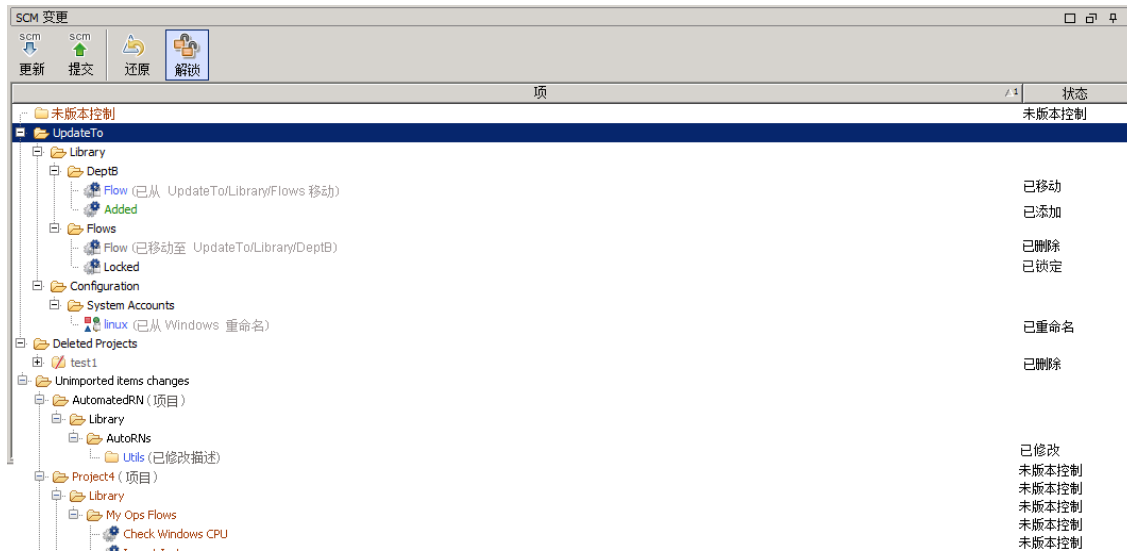 SCM 变更
scm scm
更新 提交 还原 解锁
项 1 状态
未版本控制 未版本控制
UpdateTo
Library
DeptB
Flow (已从 UpdateTo/Library/Flows 移动) 已移动
Added 已添加
Flows
Flow (已移动至 UpdateTo/Library/DeptB) 已删除
Locked 已锁定
Configuration
System Accounts
linux (已从 Windows 重命名) 已重命名
Deleted Projects
test1 已删除
Unimported items changes
AutomatedRN (项目)
Library
AutoRNs
Utils (已修改描述) 已修改
Project4 (项目) 未版本控制
Library 未版本控制
My Ops Flows 未版本控制
Check Windows CPU 未版本控制
未版本控制